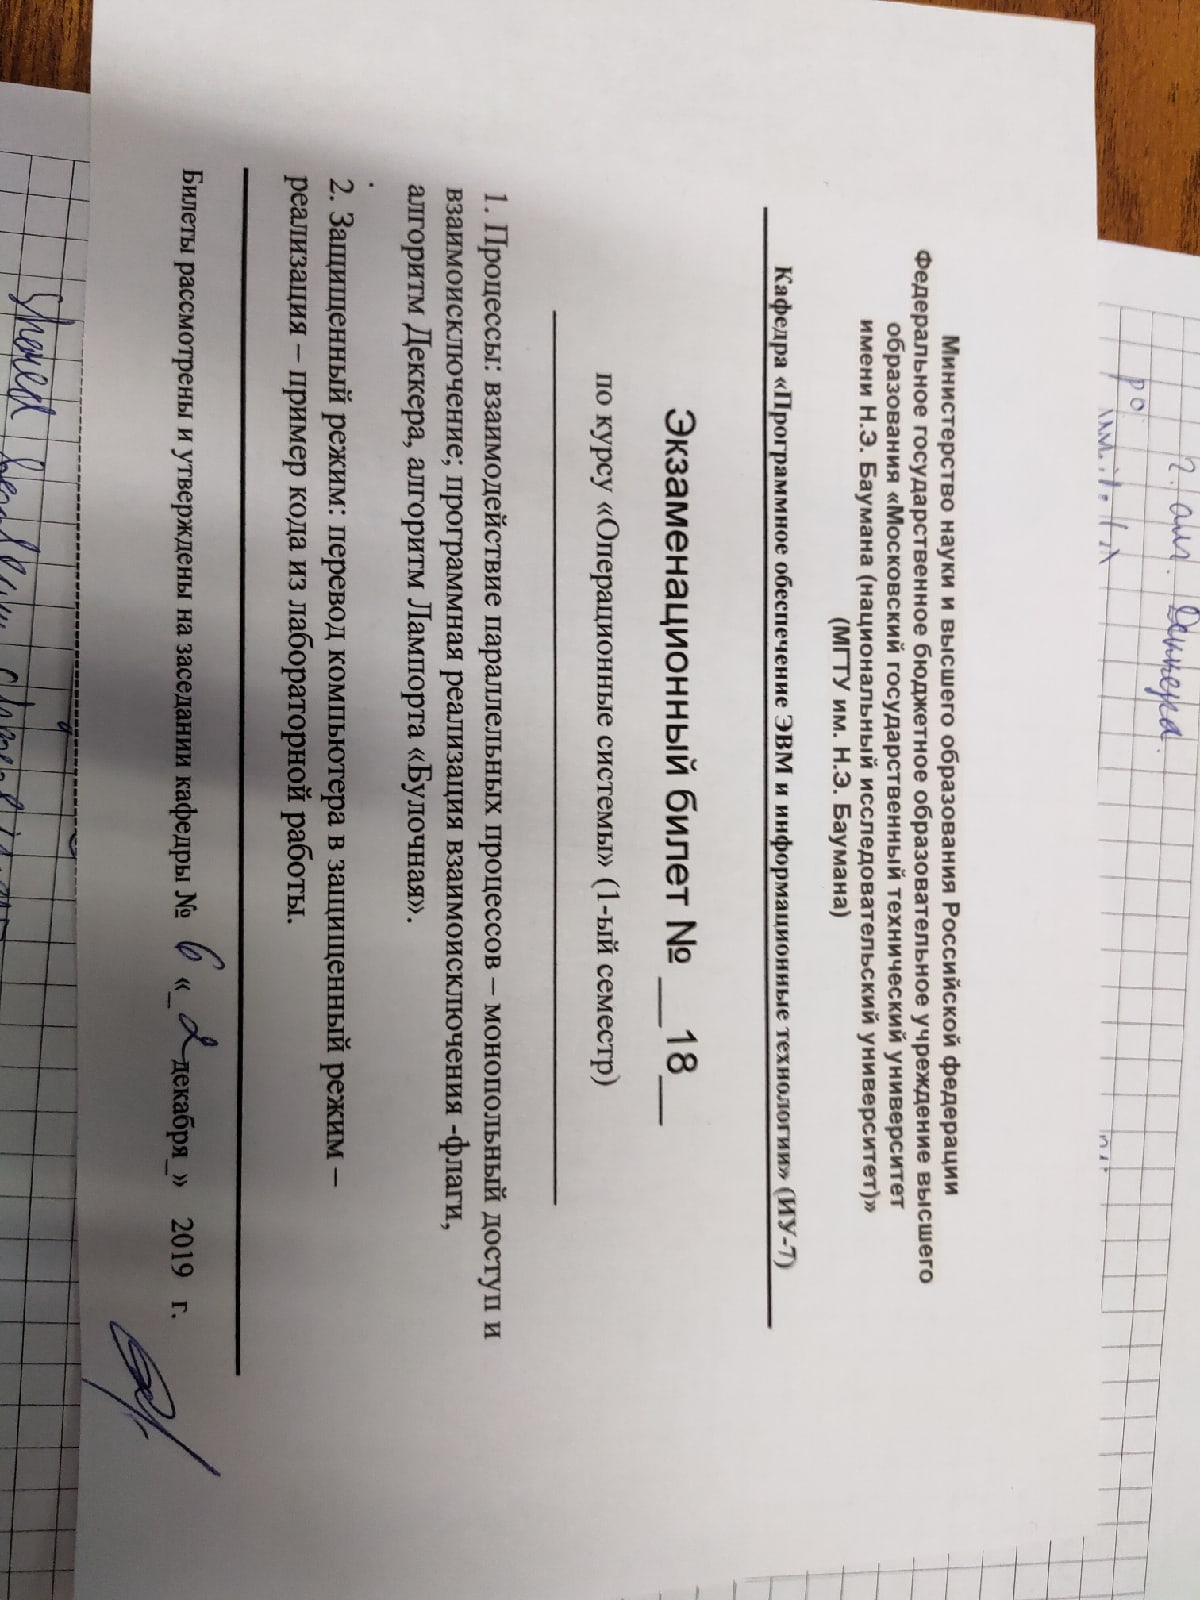 г. алг. Деккера.
Министерство науки и высшего образования Российской федерации
Федеральное государственное бюджетное образовательное учреждение высшего
образования «Московский государственный технический университет
имени Н.Э. Баумана (национальный исследовательский университет)»
(МГТУ им. Н.Э. Баумана)
Кафедра «Программное обеспечение ЭВМ и информационные технологии» (ИУ-7)
Экзаменационный билет № __18__
по курсу «Операционные системы» (1-ый семестр)
1. Процессы: взаимодействие параллельных процессов – монопольный доступ и
взаимоисключение; программная реализация взаимоисключения -флаги,
алгоритм Деккера, алгоритм Лампорта «Булочная».
.
2. Защищенный режим: перевод компьютера в защищенный режим –
реализация – пример кода из лабораторной работы.
Билеты рассмотрены и утверждены на заседании кафедры № 6 «_2декабря_» 2019 г.
Shared